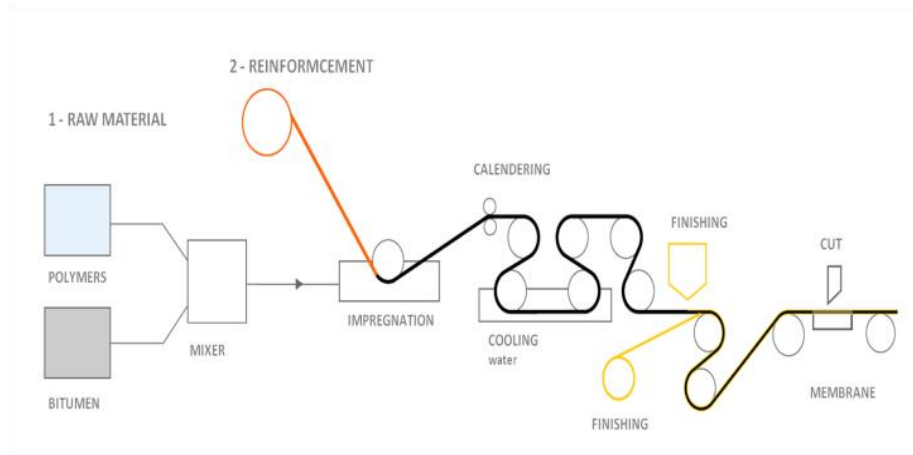 2 - REINFORMCEMENT
1 - RAW MATERIAL
CALENDERING
FINISHING
CUT
POLYMERS
IMPREGNATION
MIXER
COOLING
water
BITUMEN
MEMBRANE
FINISHING